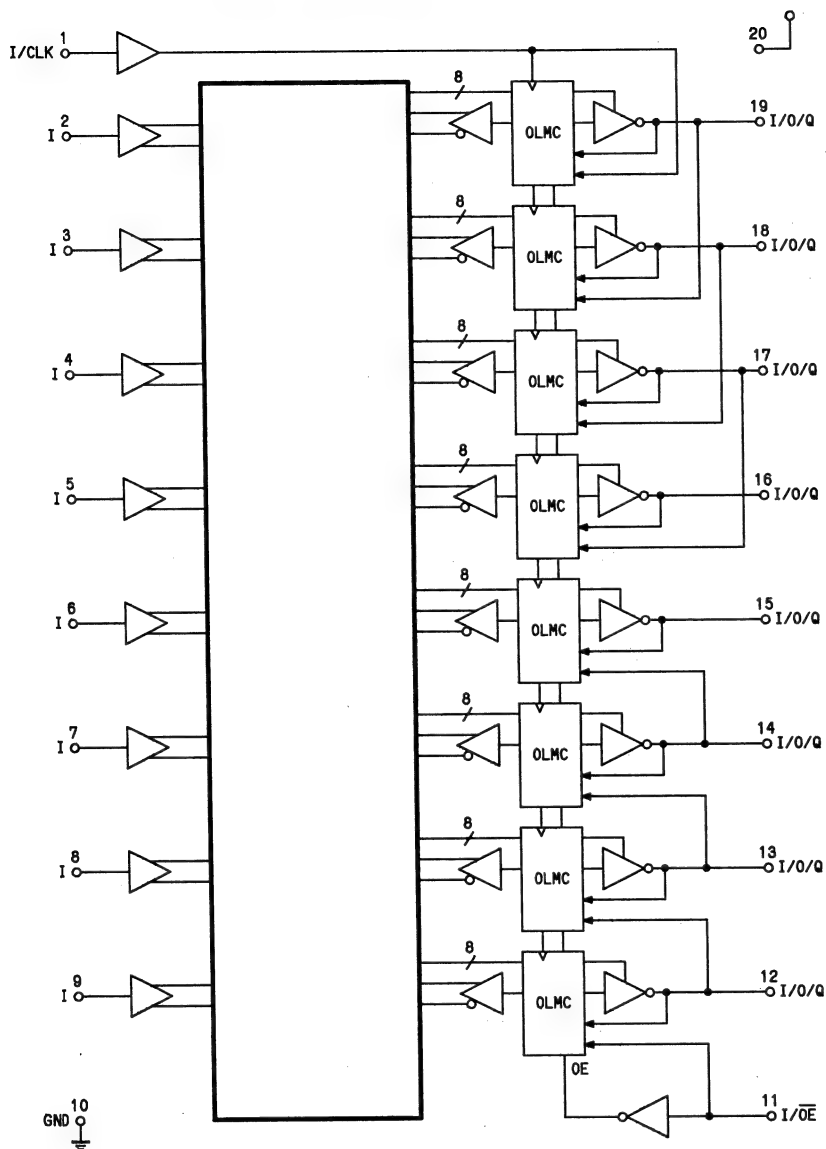 1
I/CLK
20
8
OLMC
19
I/O/Q
2
I
8
OLMC
18
I/O/Q
3
I
8
OLMC
17
I/O/Q
4
I
8
OLMC
16
I/O/Q
5
I
8
OLMC
15
I/O/Q
6
I
8
OLMC
14
I/O/Q
7
I
8
OLMC
13
I/O/Q
8
I
8
OLMC
12
I/O/Q
9
I
OE
11
I/O̅E̅
10
GND